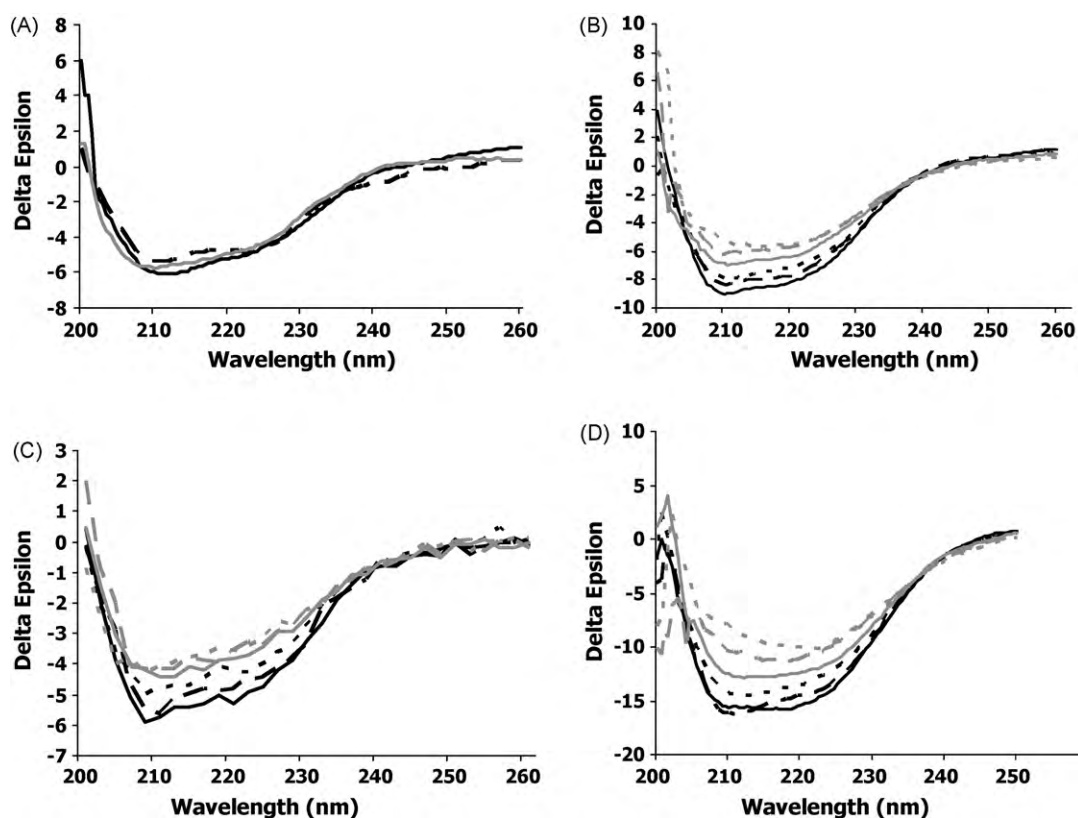 (A)
8
6
4
2
0
-2
-4
-6
-8
Delta Epsilon
200 210 220 230 240 250 260
Wavelength (nm)
(B)
10
8
6
4
2
0
-2
-4
-6
-8
-10
Delta Epsilon
200 210 220 230 240 250 260
Wavelength (nm)
(C)
3
2
1
0
-1
-2
-3
-4
-5
-6
-7
Delta Epsilon
200 210 220 230 240 250 260
Wavelength (nm)
(D)
10
5
0
-5
-10
-15
-20
Delta Epsilon
200 210 220 230 240 250
Wavelength (nm)